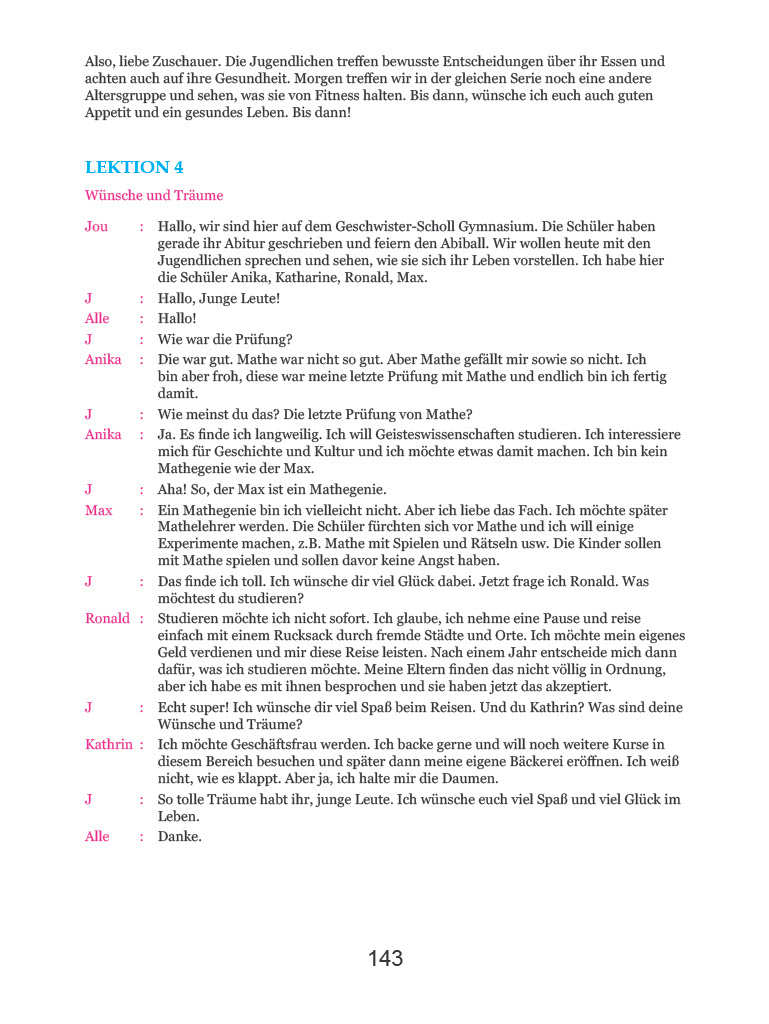 Also, liebe Zuschauer. Die Jugendlichen treffen bewusste Entscheidungen über ihr Essen und
achten auch auf ihre Gesundheit. Morgen treffen wir in der gleichen Serie noch eine andere
Altersgruppe und sehen, was sie von Fitness halten. Bis dann, wünsche ich euch auch guten
Appetit und ein gesundes Leben. Bis dann!
LEKTION 4
Wünsche und Träume
Jou : Hallo, wir sind hier auf dem Geschwister-Scholl Gymnasium. Die Schüler haben
gerade ihr Abitur geschrieben und feiern den Abiball. Wir wollen heute mit den
Jugendlichen sprechen und sehen, wie sie sich ihr Leben vorstellen. Ich habe hier
die Schüler Anika, Katharine, Ronald, Max.
J : Hallo, Junge Leute!
Alle : Hallo!
J : Wie war die Prüfung?
Anika : Die war gut. Mathe war nicht so gut. Aber Mathe gefällt mir sowie so nicht. Ich
bin aber froh, diese war meine letzte Prüfung mit Mathe und endlich bin ich fertig
damit.
J : Wie meinst du das? Die letzte Prüfung von Mathe?
Anika : Ja. Es finde ich langweilig. Ich will Geisteswissenschaften studieren. Ich interessiere
mich für Geschichte und Kultur und ich möchte etwas damit machen. Ich bin kein
Mathegenie wie der Max.
J : Aha! So, der Max ist ein Mathegenie.
Max : Ein Mathegenie bin ich vielleicht nicht. Aber ich liebe das Fach. Ich möchte später
Mathelehrer werden. Die Schüler fürchten sich vor Mathe und ich will einige
Experimente machen, z.B. Mathe mit Spielen und Rätseln usw. Die Kinder sollen
mit Mathe spielen und sollen davor keine Angst haben.
J : Das finde ich toll. Ich wünsche dir viel Glück dabei. Jetzt frage ich Ronald. Was
möchtest du studieren?
Ronald : Studieren möchte ich nicht sofort. Ich glaube, ich nehme eine Pause und reise
einfach mit einem Rucksack durch fremde Städte und Orte. Ich möchte mein eigenes
Geld verdienen und mir diese Reise leisten. Nach einem Jahr entscheide mich dann
dafür, was ich studieren möchte. Meine Eltern finden das nicht völlig in Ordnung,
aber ich habe es mit ihnen besprochen und sie haben jetzt das akzeptiert.
J : Echt super! Ich wünsche dir viel Spaß beim Reisen. Und du Kathrin? Was sind deine
Wünsche und Träume?
Kathrin : Ich möchte Geschäftsfrau werden. Ich backe gerne und will noch weitere Kurse in
diesem Bereich besuchen und später dann meine eigene Bäckerei eröffnen. Ich weiß
nicht, wie es klappt. Aber ja, ich halte mir die Daumen.
J : So tolle Träume habt ihr, junge Leute. Ich wünsche euch viel Spaß und viel Glück im
Leben.
Alle : Danke.
143